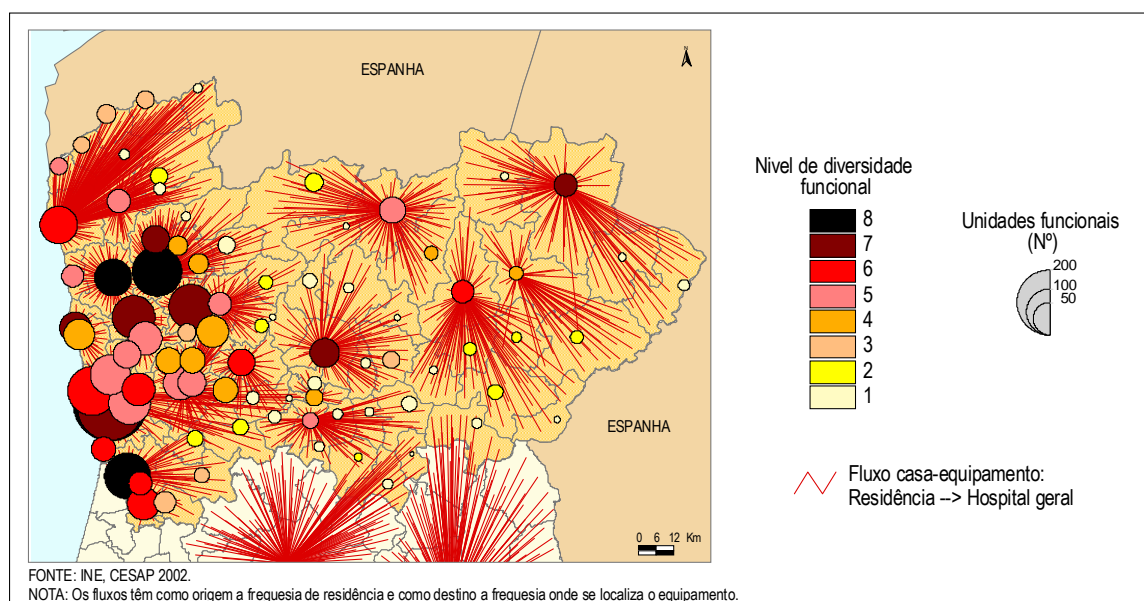 ESPANHA
N
ESPANHA
0 6 12 Km
Nivel de diversidade
funcional
8
7
6
5
4
3
2
1
Unidades funcionais
(Nº)
200
100
50
Fluxo casa-equipamento:
Residência --> Hospital geral
FONTE: INE, CESAP 2002.
NOTA: Os fluxos têm como origem a freguesia de residência e como destino a freguesia onde se localiza o equipamento.